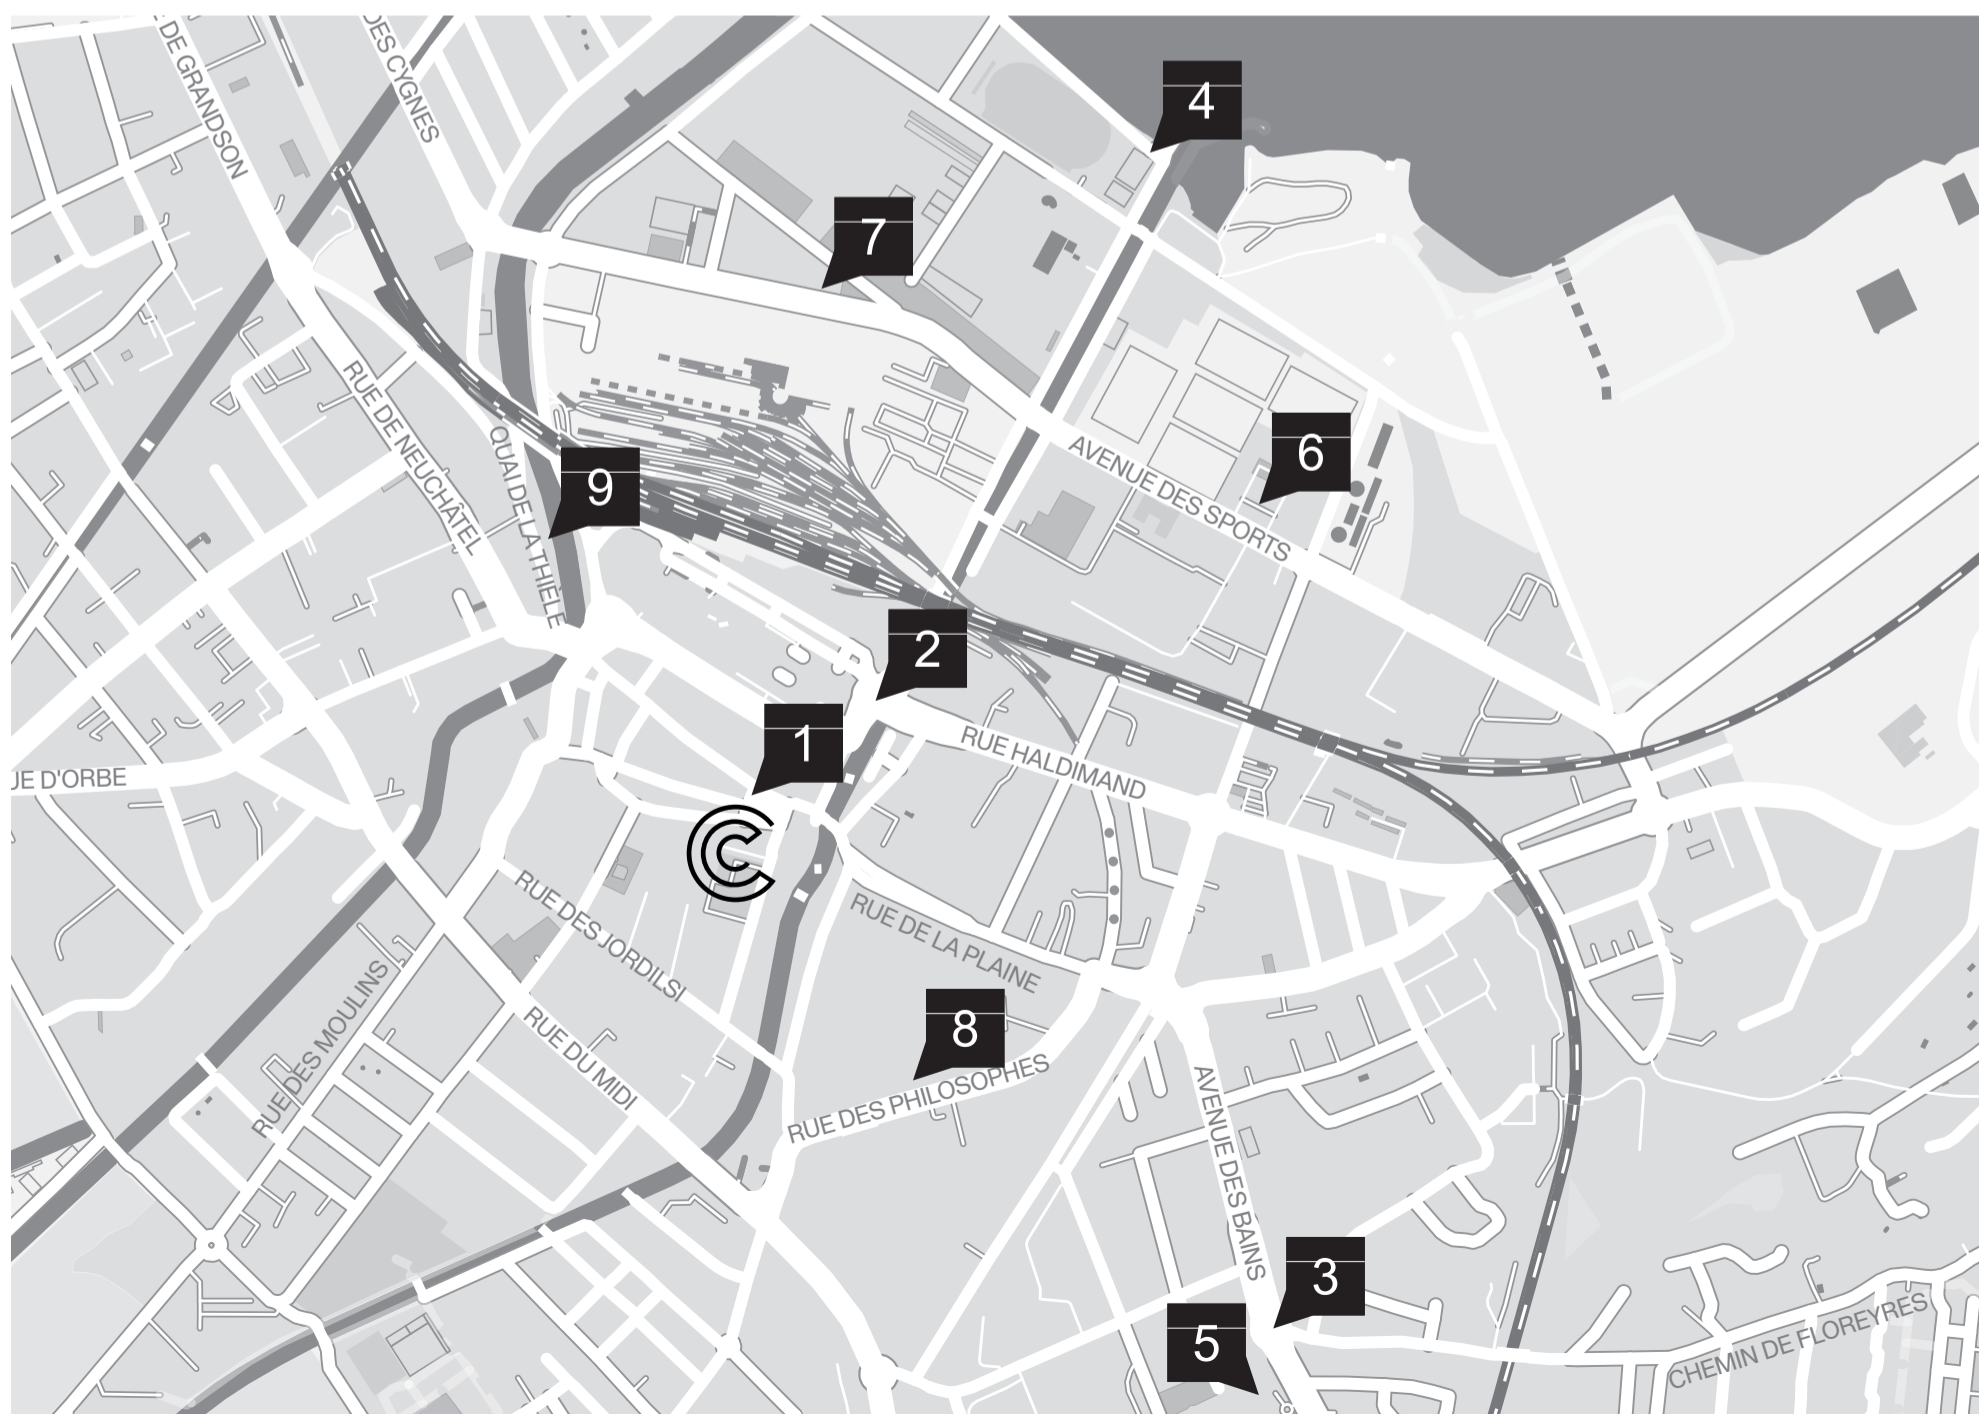 DE GRANDSON
DES CYGNES
4
7
RUE DE NEUCHÂTEL
QUAI DE LA THIÈLE
9
AVENUE DES SPORTS
6
2
1
RUE HALDIMAND
UE D'ORBE
RUE DES JORDILSI
RUE DE LA PLAINE
RUE DES MOULINS
RUE DU MIDI
8
RUE DES PHILOSOPHES
AVENUE DES BAINS
3
5
CHEMIN DE FLOREYRES